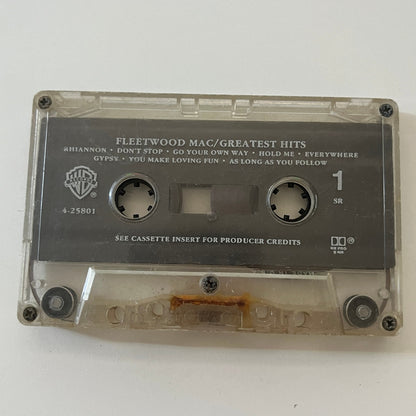 FLEETWOOD MAC/GREATEST HITS
RHIANNON • DON'T STOP • GO YOUR OWN WAY • HOLD ME • EVERYWHERE
GYPSY • YOU MAKE LOVING FUN • AS LONG AS YOU FOLLOW
4-25801
1
SR
SEE CASSETTE INSERT FOR PRODUCER CREDITS